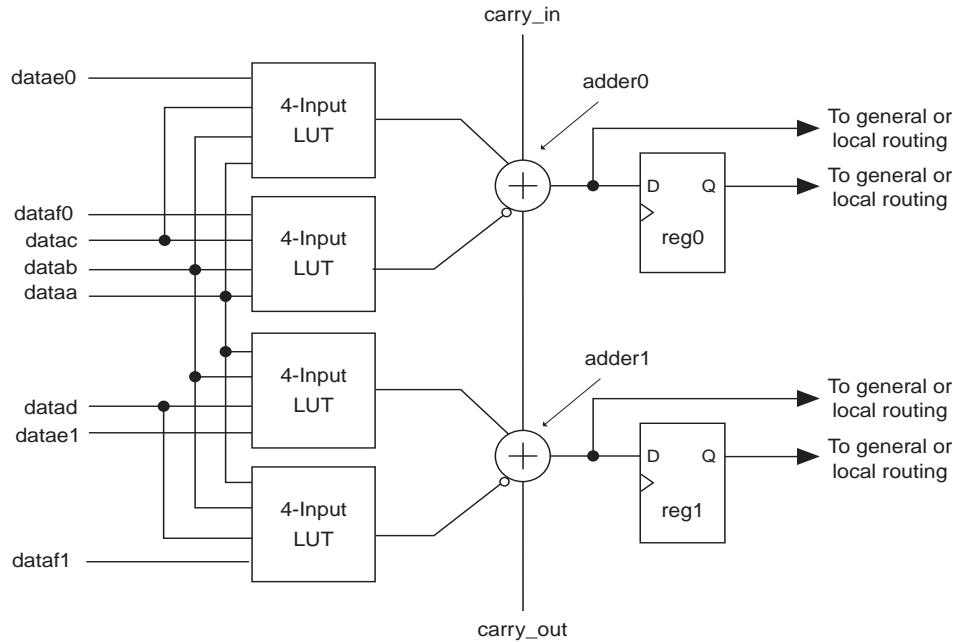 carry_in
datae0
4-Input
LUT
adder0
To general or
local routing
D Q
reg0
To general or
local routing
dataf0
datac
datab
dataa
4-Input
LUT
4-Input
LUT
adder1
To general or
local routing
datad
datae1
D Q
reg1
To general or
local routing
4-Input
LUT
dataf1
carry_out